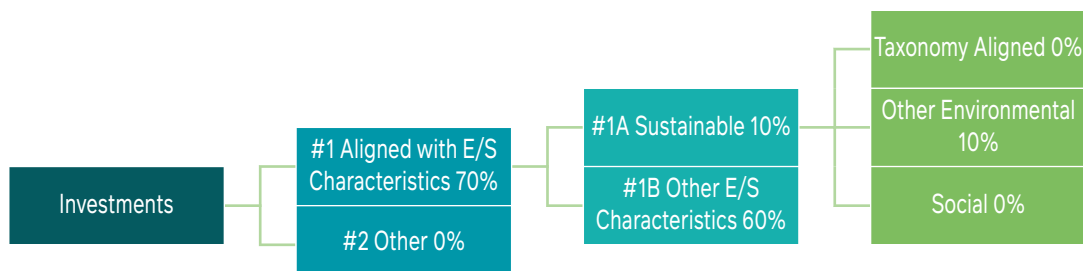 Investments
#1 Aligned with E/S
Characteristics 70%
#2 Other 0%
#1A Sustainable 10%
#1B Other E/S
Characteristics 60%
Taxonomy Aligned 0%
Other Environmental
10%
Social 0%